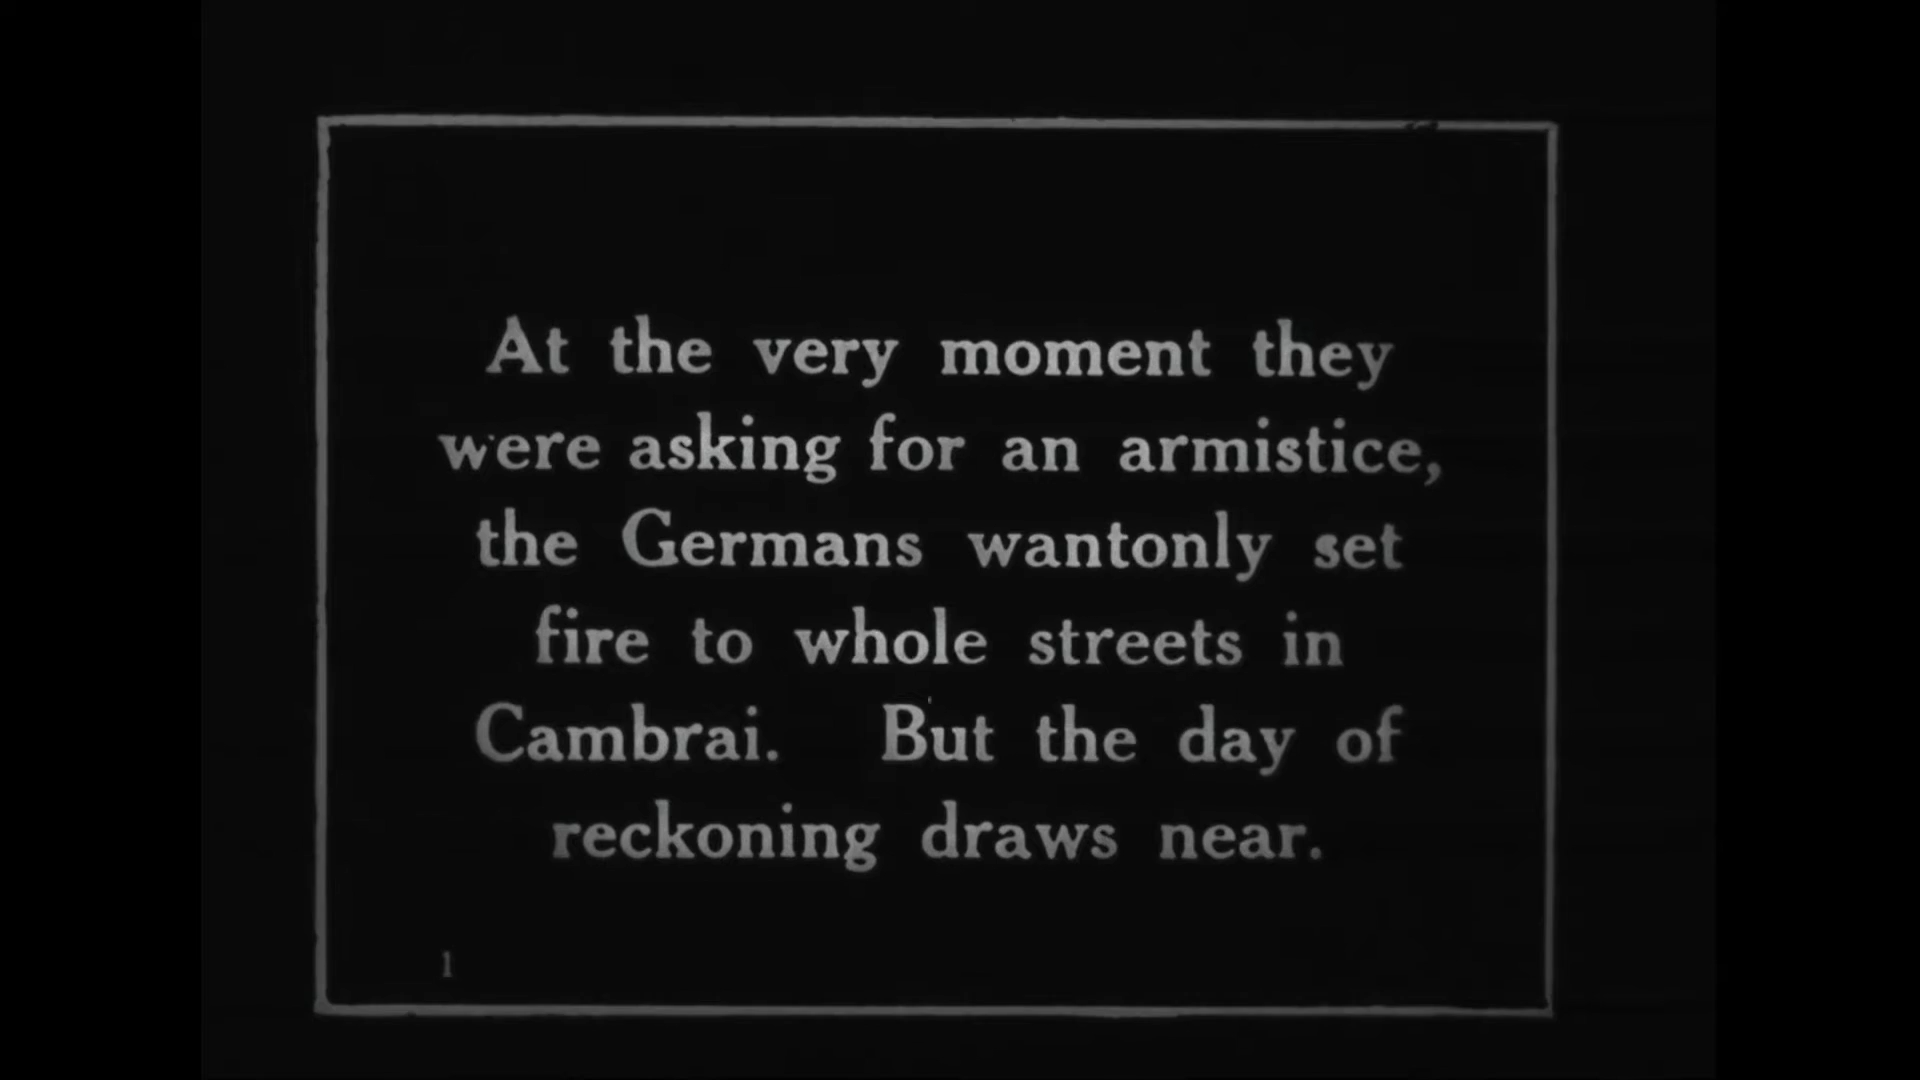 At the very moment they
were asking for an armistice,
the Germans wantonly set
fire to whole streets in
Cambrai. But the day of
reckoning draws near.
1